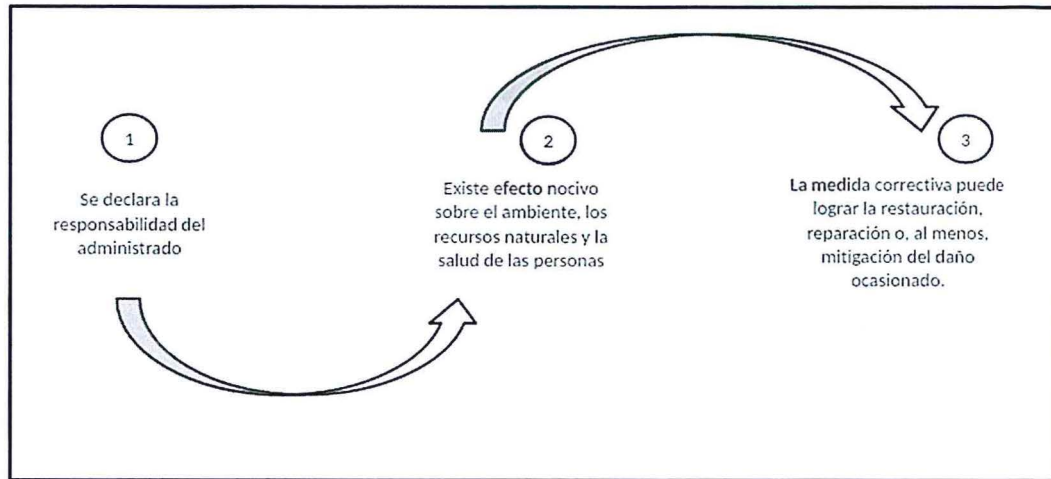 1
Se declara la
responsabilidad del
administrado
2
Existe efecto nocivo
sobre el ambiente, los
recursos naturales y la
salud de las personas
3
La medida correctiva puede
lograr la restauración,
reparación o, al menos,
mitigación del daño
ocasionado.